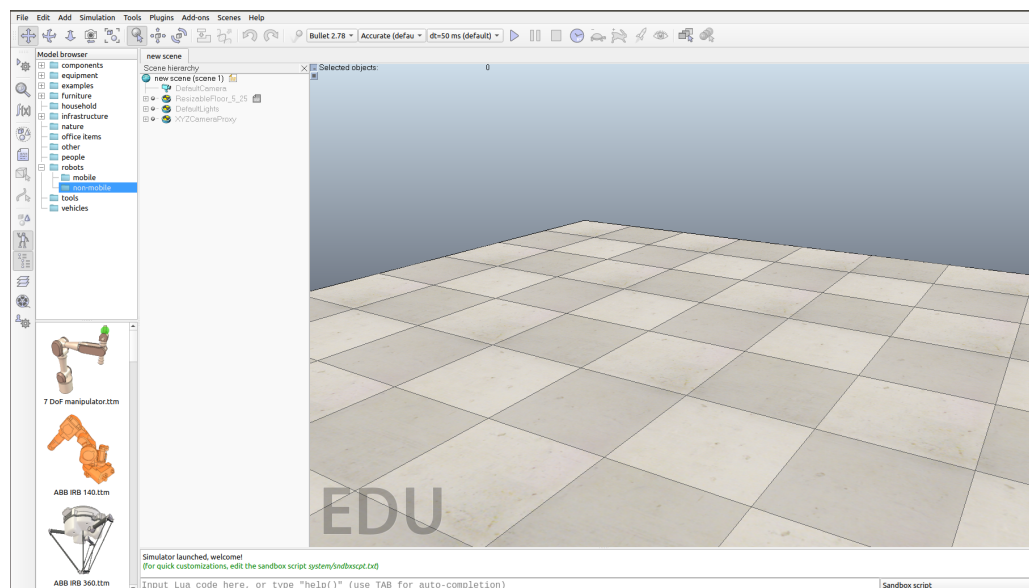 File Edit Add Simulation Tools Plugins Add-ons Scenes Help
Bullet 2.78 Accurate (defau dt=50 ms (default)
Model browser
components
equipment
examples
furniture
household
infrastructure
nature
office items
other
people
robots
mobile
non-mobile
tools
vehicles
7 DoF manipulator.ttm
ABB IRB 140.ttm
ABB IRB 360.ttm
new scene
Scene hierarchy
new scene (scene 1)
DefaultCamera
ResizableFloor_5_25
DefaultLights
XYZCameraProxy
Selected objects: 0
f(x)
EDU
Simulator launched, welcome!
(for quick customizations, edit the sandbox script system/sndbxscpt.txt)
Input Lua code here, or type "help()" (use TAB for auto-completion)
Sandbox script